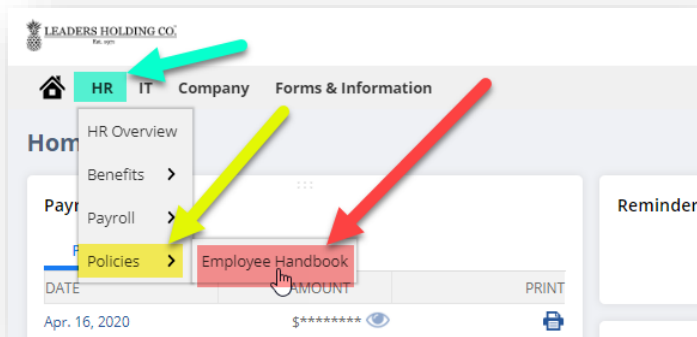 LEADERS HOLDING CO.
Est. 1971
HR IT Company Forms & Information
HR Overview
Hom
Benefits
Payr
Reminder
Payroll
P
Policies
Employee Handbook
DATE AMOUNT PRINT
Apr. 16, 2020 $********